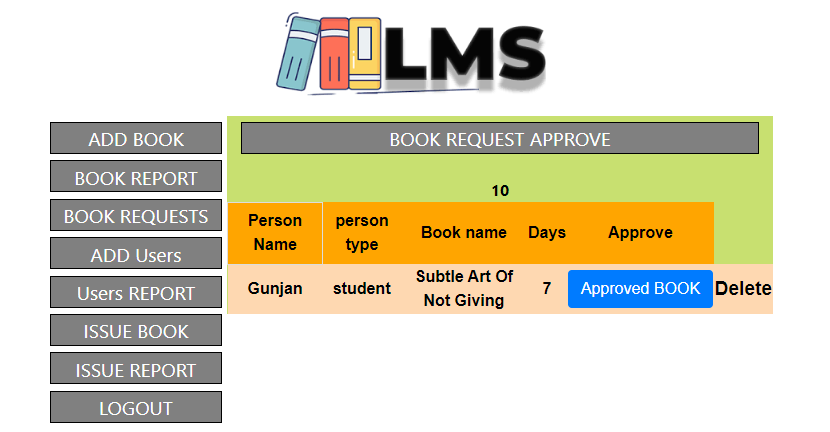 LMS
ADD BOOK
BOOK REPORT
BOOK REQUESTS
ADD Users
Users REPORT
ISSUE BOOK
ISSUE REPORT
LOGOUT
BOOK REQUEST APPROVE
10
Person Name person type Book name Days Approve
Gunjan student Subtle Art Of Not Giving 7 Approved BOOK Delete